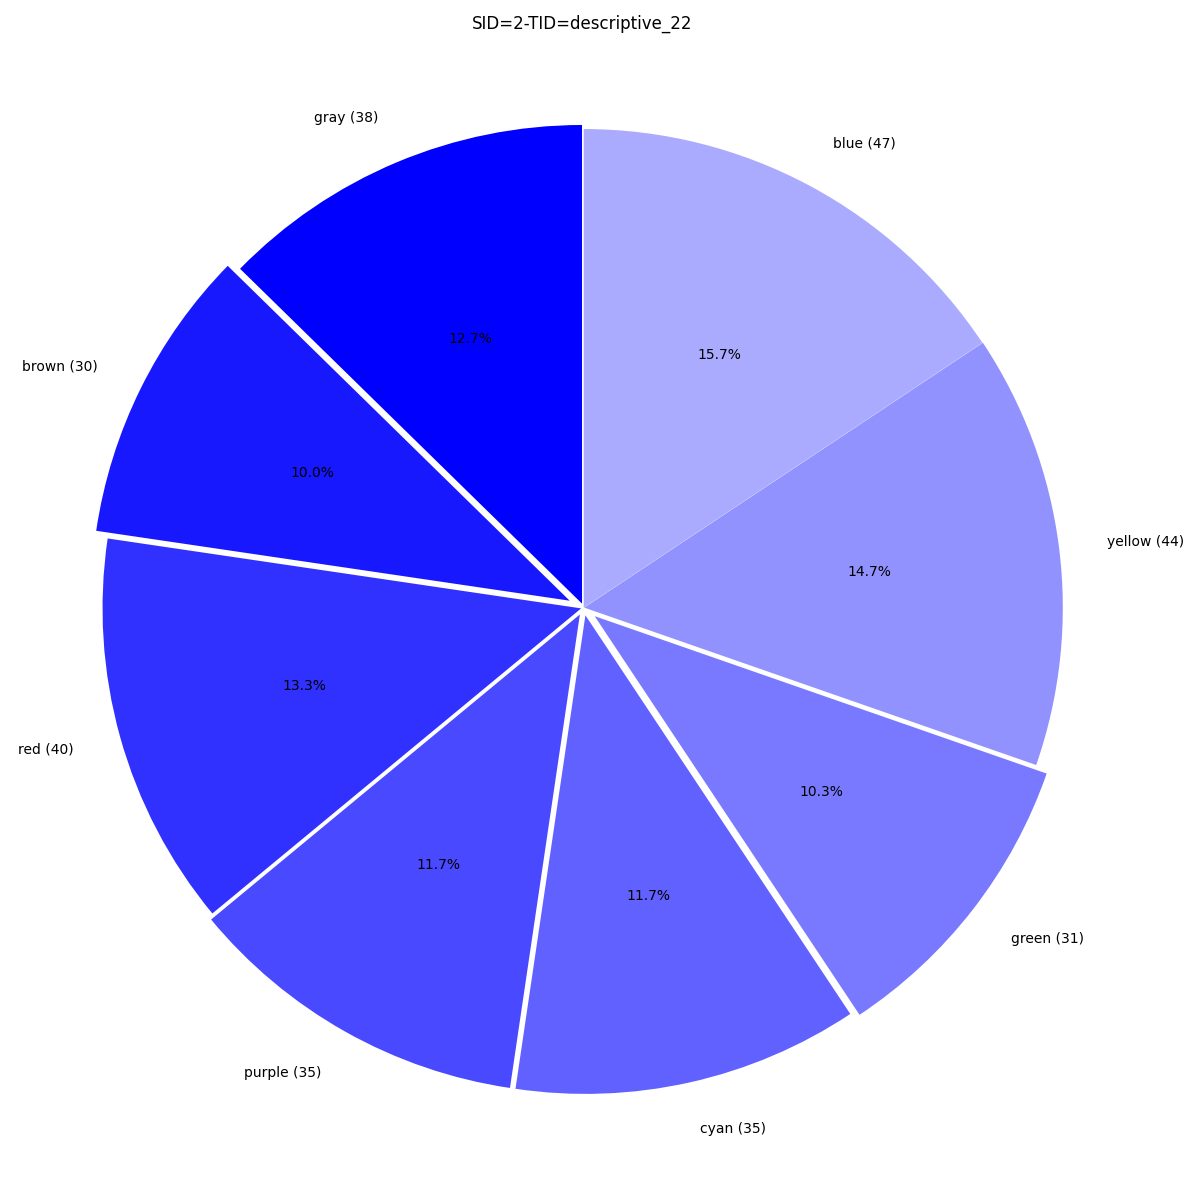 SID=2-TID=descriptive_22
gray (38)
blue (47)
12.7%
15.7%
brown (30)
10.0%
yellow (44)
14.7%
13.3%
red (40)
10.3%
11.7%
11.7%
green (31)
purple (35)
cyan (35)